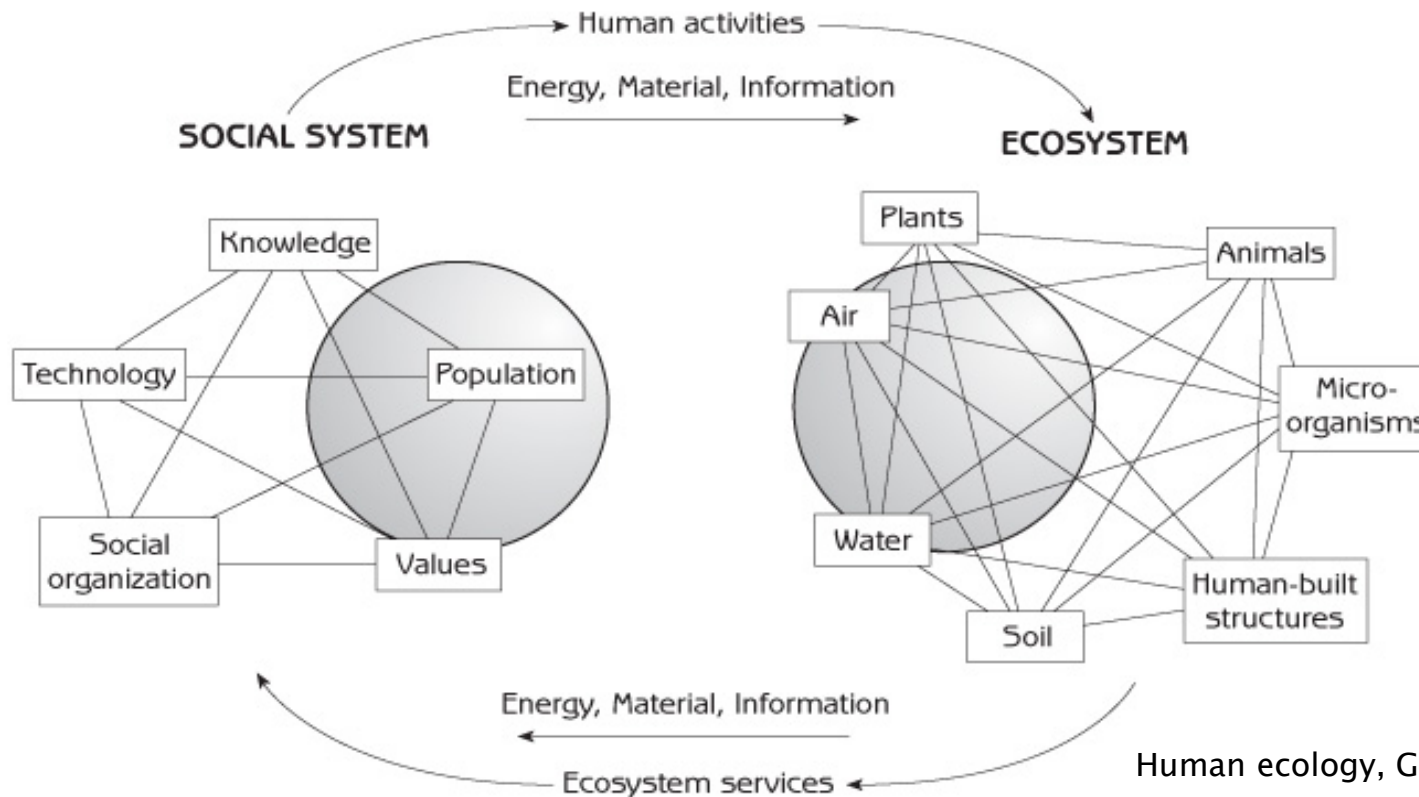 Human activities
Energy, Material, Information
SOCIAL SYSTEM
ECOSYSTEM
Knowledge
Technology
Population
Social
organization
Values
Plants
Animals
Air
Micro-
organisms
Water
Human-built
structures
Soil
Energy, Material, Information
Ecosystem services
Human ecology, G